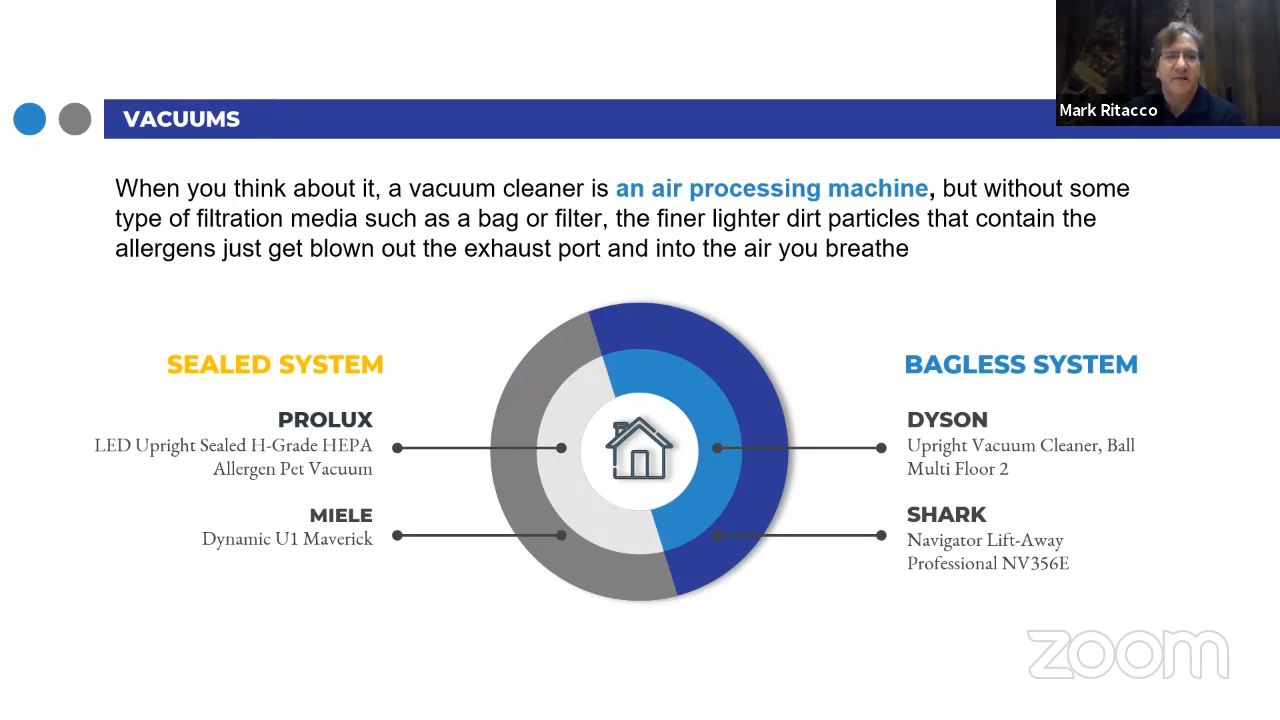 Mark Ritacco
VACUUMS
When you think about it, a vacuum cleaner is an air processing machine, but without some
type of filtration media such as a bag or filter, the finer lighter dirt particles that contain the
allergens just get blown out the exhaust port and into the air you breathe
SEALED SYSTEM
PROLUX
LED Upright Sealed H-Grade HEPA
Allergen Pet Vacuum
MIELE
Dynamic U1 Maverick
BAGLESS SYSTEM
DYSON
Upright Vacuum Cleaner, Ball
Multi Floor 2
SHARK
Navigator Lift-Away
Professional NV356E
zoom